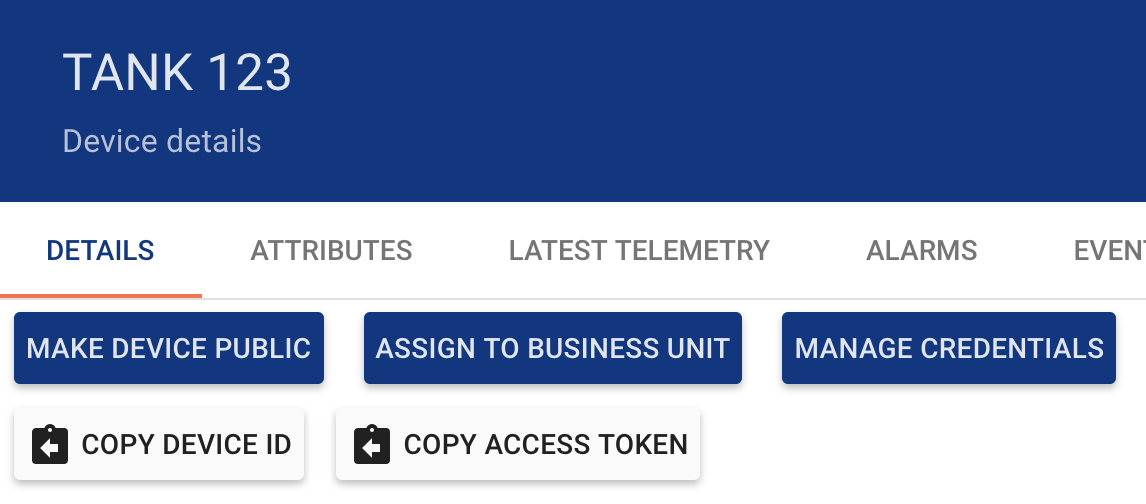 TANK 123
Device details
DETAILS ATTRIBUTES LATEST TELEMETRY ALARMS
MAKE DEVICE PUBLIC ASSIGN TO BUSINESS UNIT MANAGE CREDENTIALS
COPY DEVICE ID COPY ACCESS TOKEN